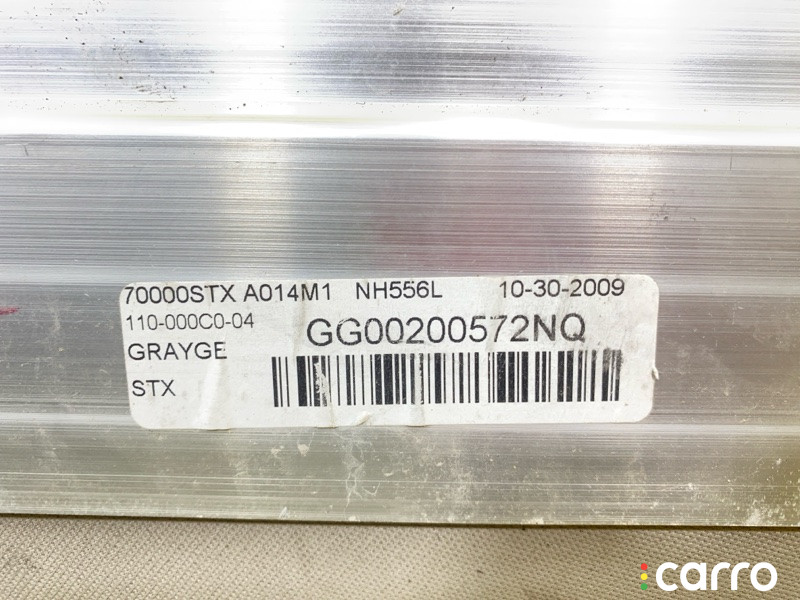 70000STX A014M1 NH556L 10-30-2009
110-000C0-04 GG00200572NQ
GRAYGE
STX
carro